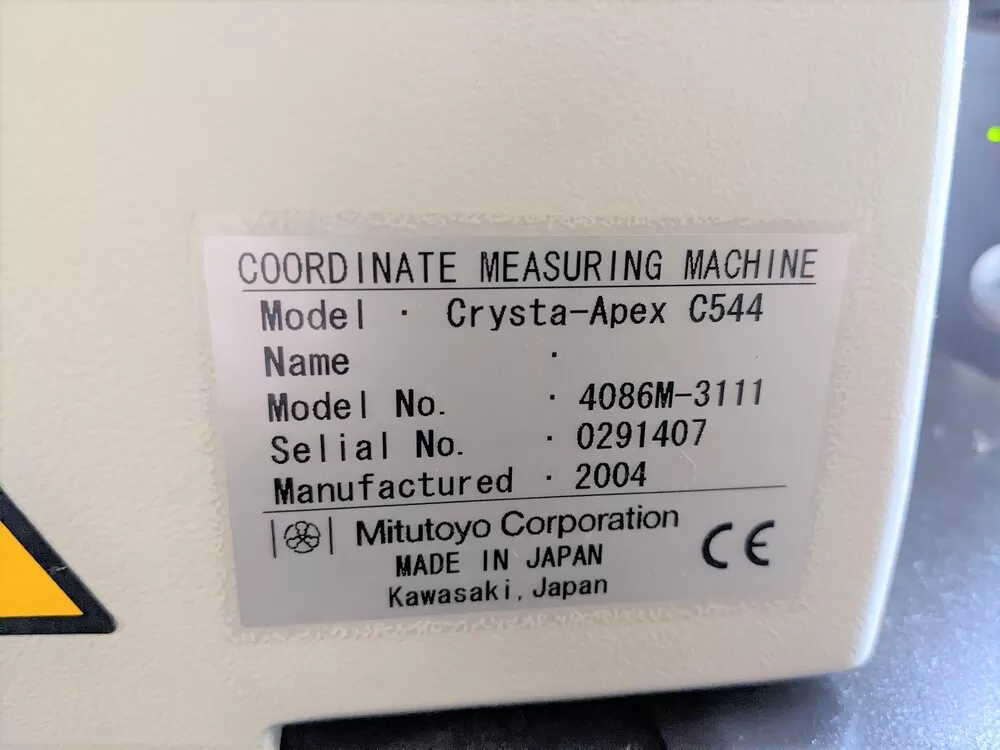 COORDINATE MEASURING MACHINE
Model · Crysta-Apex C544
Name ·
Model No. · 4086M-3111
Selial No. · 0291407
Manufactured · 2004
Mitutoyo Corporation
CE
MADE IN JAPAN
Kawasaki, Japan